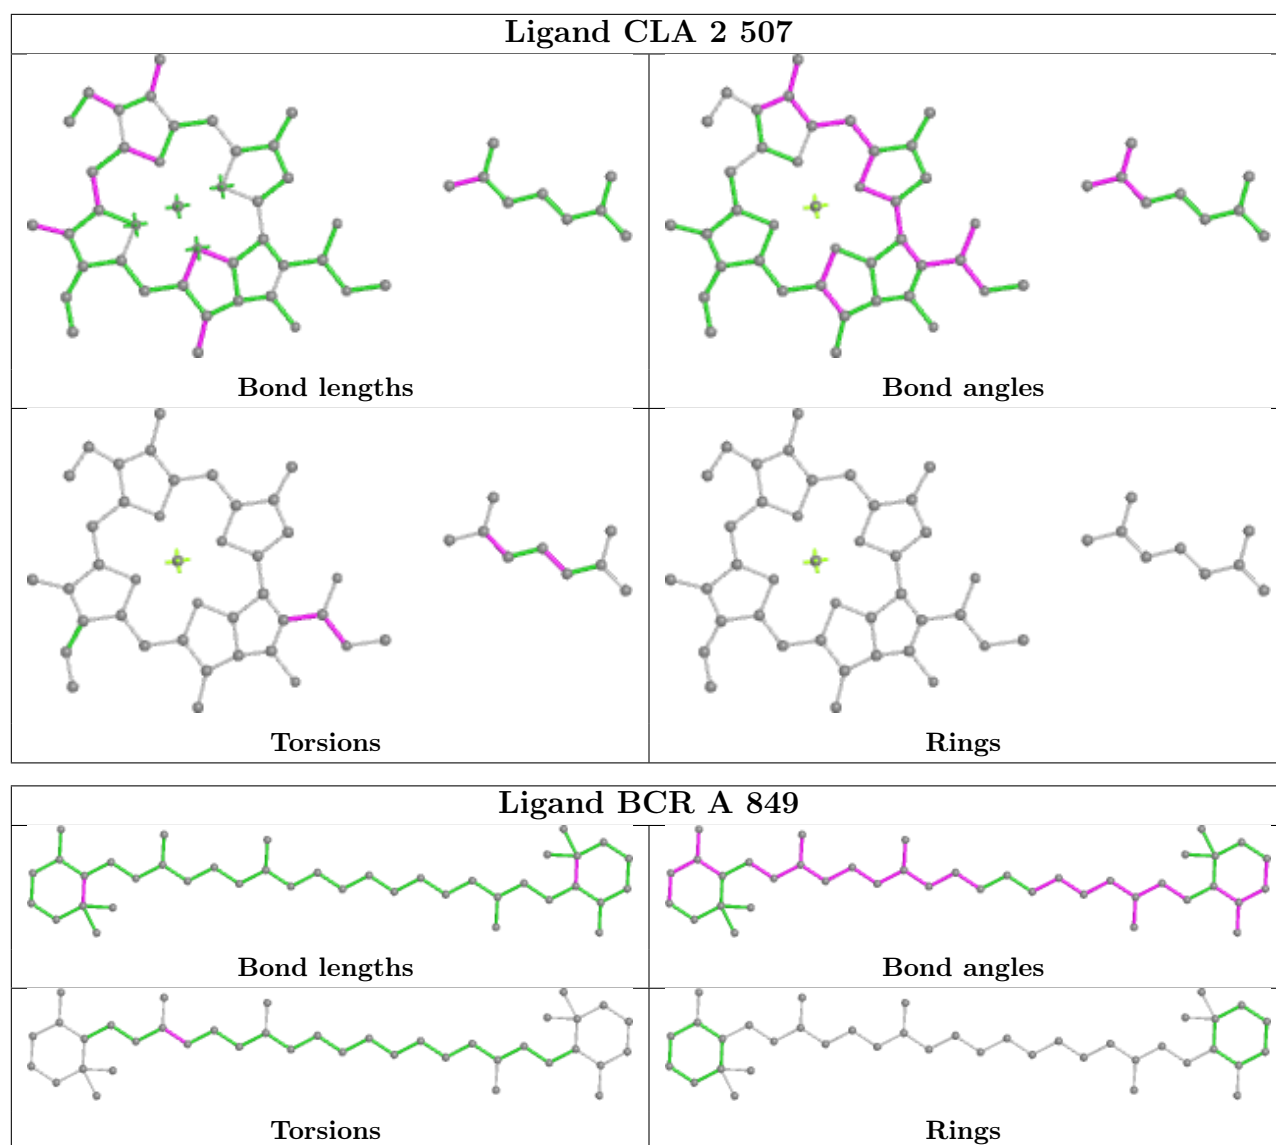 Ligand CLA 2 507
Bond lengths
Bond angles
Torsions
Rings
Ligand BCR A 849
Bond lengths
Bond angles
Torsions
Rings